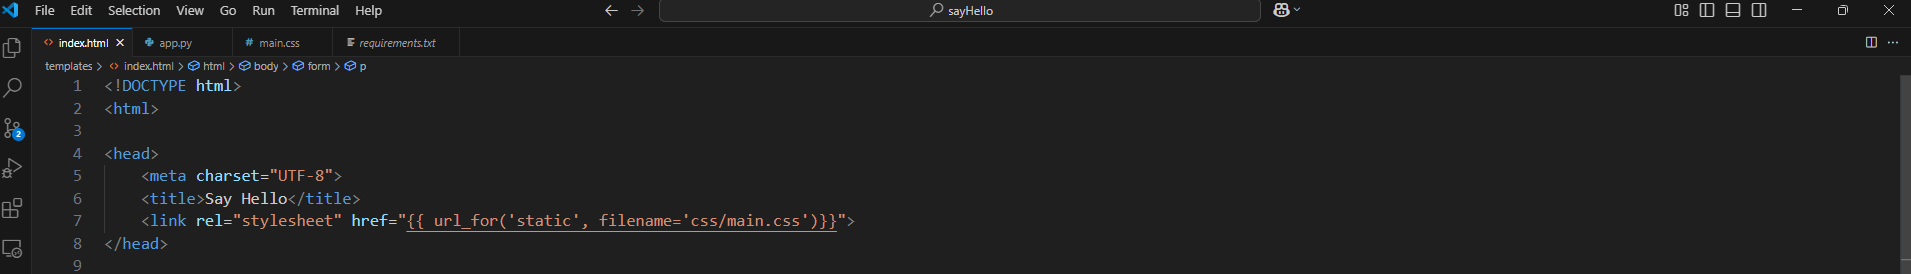 File Edit Selection View Go Run Terminal Help
sayHello
index.html
app.py
# main.css
requirements.txt
templates > <> index.html > html > body > form > p
1 <!DOCTYPE html>
2 <html>
3
4 <head>
5 <meta charset="UTF-8">
6 <title>Say Hello</title>
7 <link rel="stylesheet" href="{{ url_for('static', filename='css/main.css')}}">
8 </head>
9
2